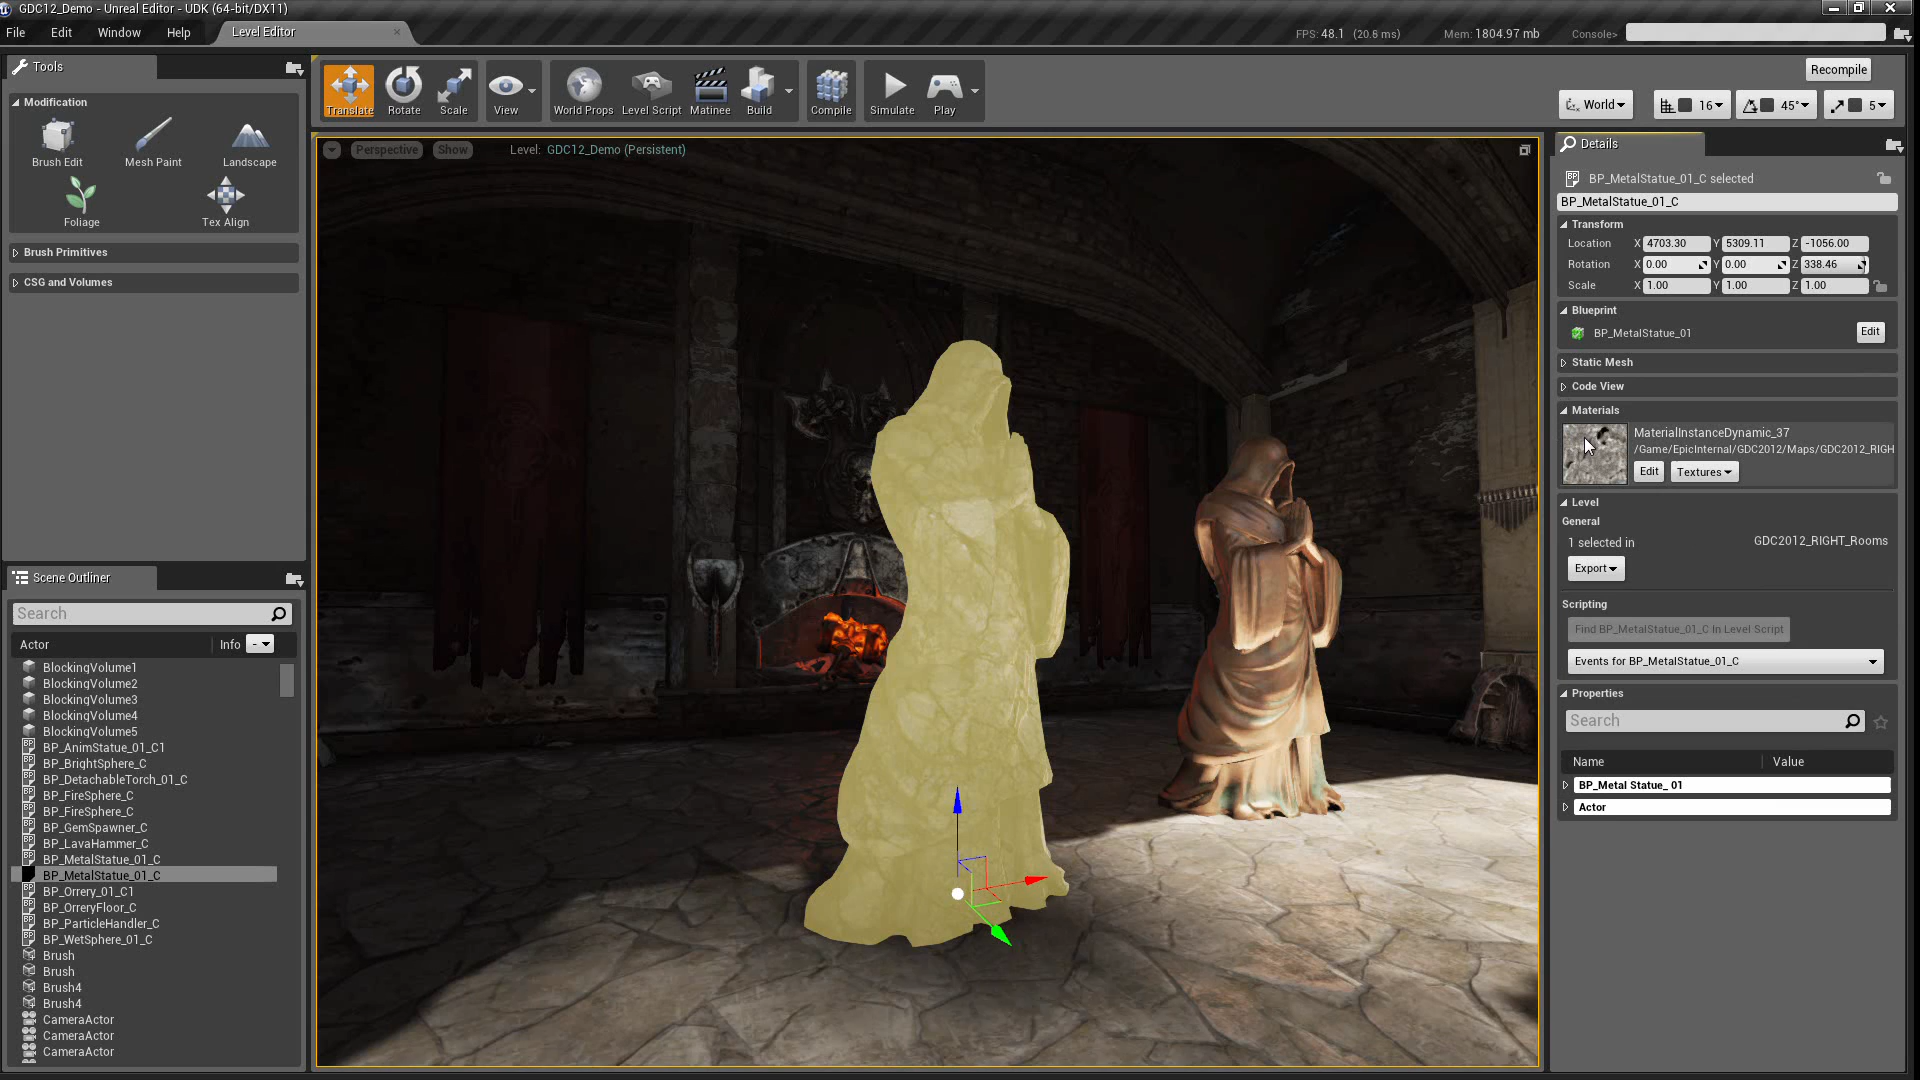 GDC12_Demo - Unreal Editor - UDK (64-bit/DX11)
File Edit Window Help Level Editor
FPS: 48.1 (20.8 ms) Mem: 1804.97 mb Console>
Tools
Modification
Brush Edit Mesh Paint Landscape
Foliage Tex Align
Brush Primitives
CSG and Volumes
Translate Rotate Scale View World Props Level Script Matinee Build Compile Simulate Play
Recompile
World 16 45° 5
Perspective Show Level: GDC12_Demo (Persistent)
Scene Outliner
Search
Actor Info -
BlockingVolume1
BlockingVolume2
BlockingVolume3
BlockingVolume4
BlockingVolume5
BP_AnimStatue_01_C1
BP_BrightSphere_C
BP_DetachableTorch_01_C
BP_FireSphere_C
BP_FireSphere_C
BP_GemSpawner_C
BP_LavaHammer_C
BP_MetalStatue_01_C
BP_MetalStatue_01_C
BP_Orrery_01_C1
BP_OrreryFloor_C
BP_ParticleHandler_C
BP_WetSphere_01_C
Brush
Brush
Brush4
Brush4
CameraActor
CameraActor
CameraActor
Details
BP_MetalStatue_01_C selected
BP_MetalStatue_01_C
Transform
Location X 4703.30 Y 5309.11 Z -1056.00
Rotation X 0.00 Y 0.00 Z 338.46
Scale X 1.00 Y 1.00 Z 1.00
Blueprint
BP_MetalStatue_01 Edit
Static Mesh
Code View
Materials
MaterialInstanceDynamic_37
/Game/EpicInternal/GDC2012/Maps/GDC2012_RIGH
Edit Textures
Level
General
1 selected in GDC2012_RIGHT_Rooms
Export
Scripting
Find BP_MetalStatue_01_C In Level Script
Events for BP_MetalStatue_01_C
Properties
Search
Name Value
BP_Metal Statue_ 01
Actor